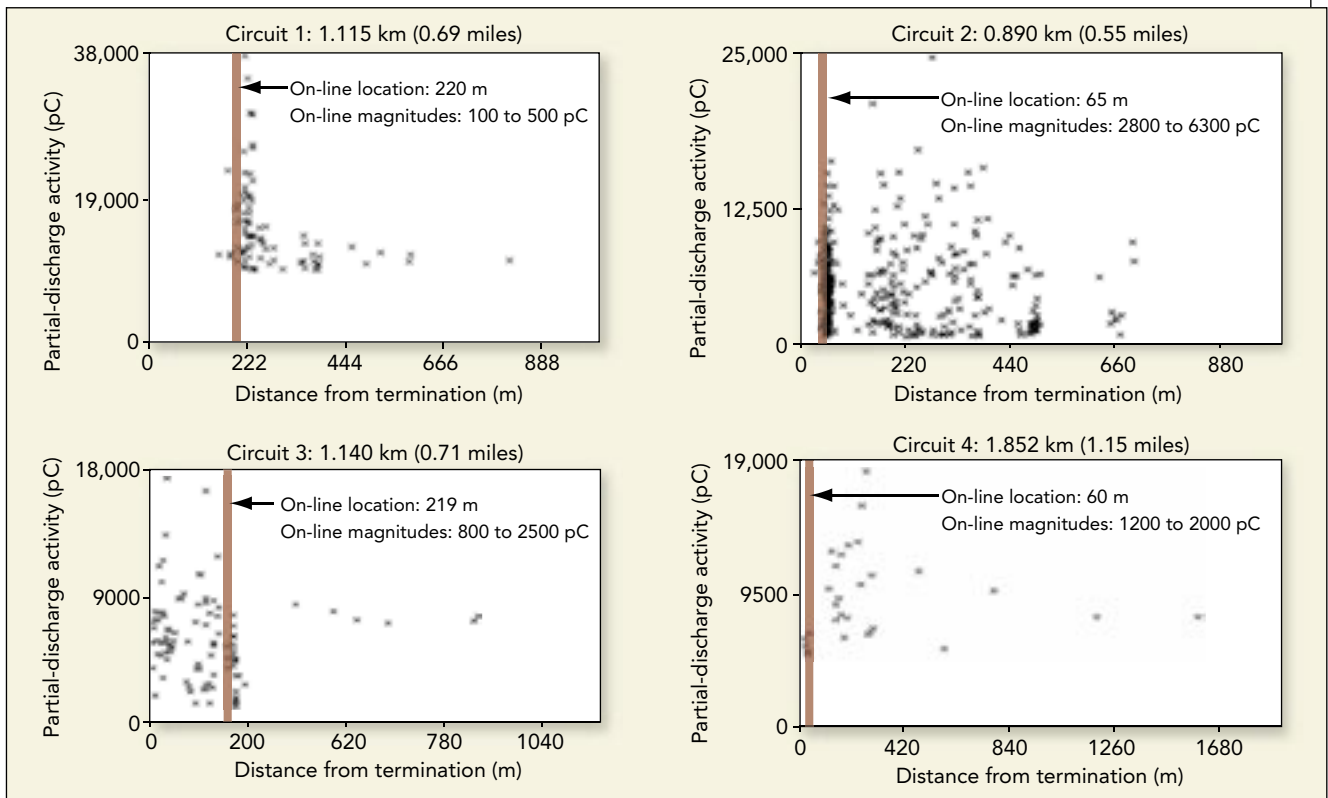 Circuit 1: 1.115 km (0.69 miles)
Partial-discharge activity (pC)
38,000
19,000
0
On-line location: 220 m
On-line magnitudes: 100 to 500 pC
0 222 444 666 888
Distance from termination (m)
Circuit 2: 0.890 km (0.55 miles)
Partial-discharge activity (pC)
25,000
12,500
0
On-line location: 65 m
On-line magnitudes: 2800 to 6300 pC
0 220 440 660 880
Distance from termination (m)
Circuit 3: 1.140 km (0.71 miles)
Partial-discharge activity (pC)
18,000
9000
0
On-line location: 219 m
On-line magnitudes: 800 to 2500 pC
0 200 620 780 1040
Distance from termination (m)
Circuit 4: 1.852 km (1.15 miles)
Partial-discharge activity (pC)
19,000
9500
0
On-line location: 60 m
On-line magnitudes: 1200 to 2000 pC
0 420 840 1260 1680
Distance from termination (m)